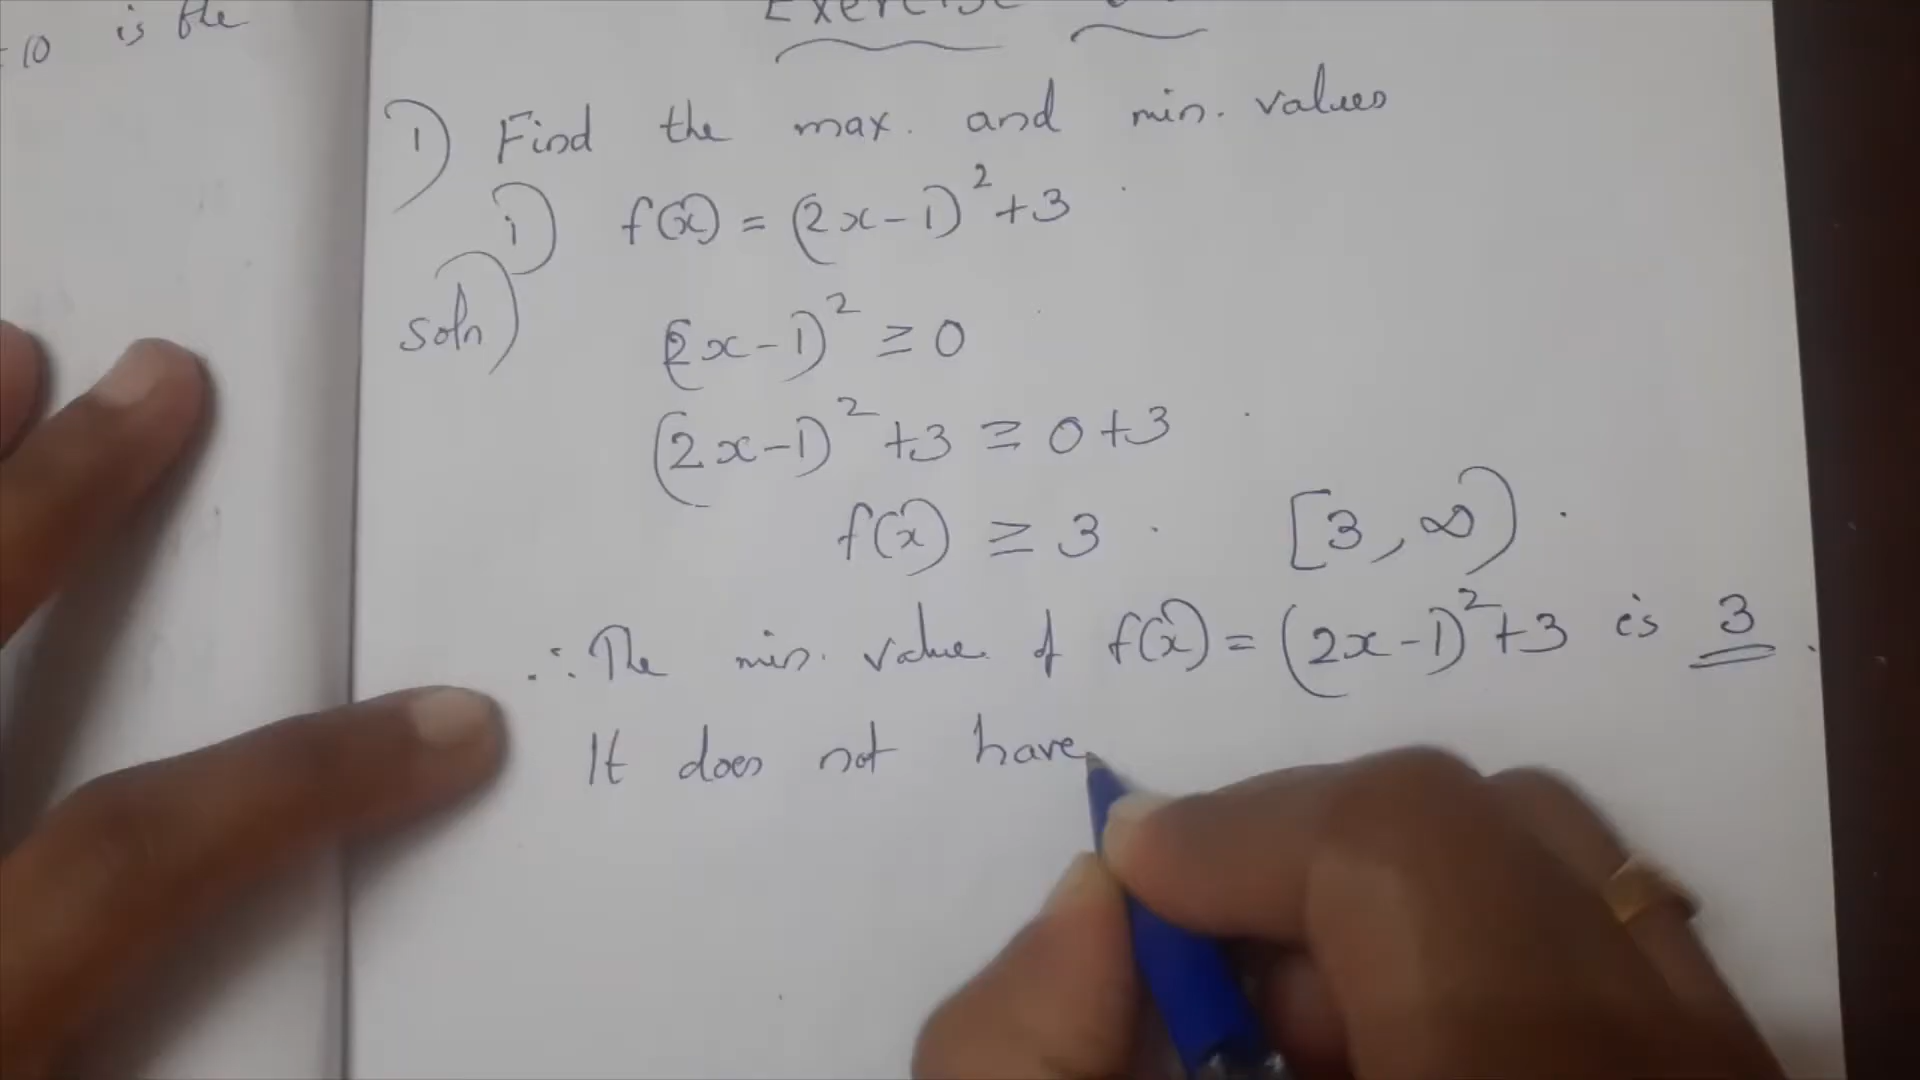 is the
10
Exercise
1) Find the max. and min. values
i) f(x) = (2x-1)²+3
Soln)
(2x-1)² ≥ 0
(2x-1)² +3 ≥ 0+3
f(x) ≥ 3 . [3, ∞) .
∴ The min. value of f(x) = (2x-1)²+3 is 3 .
It does not have